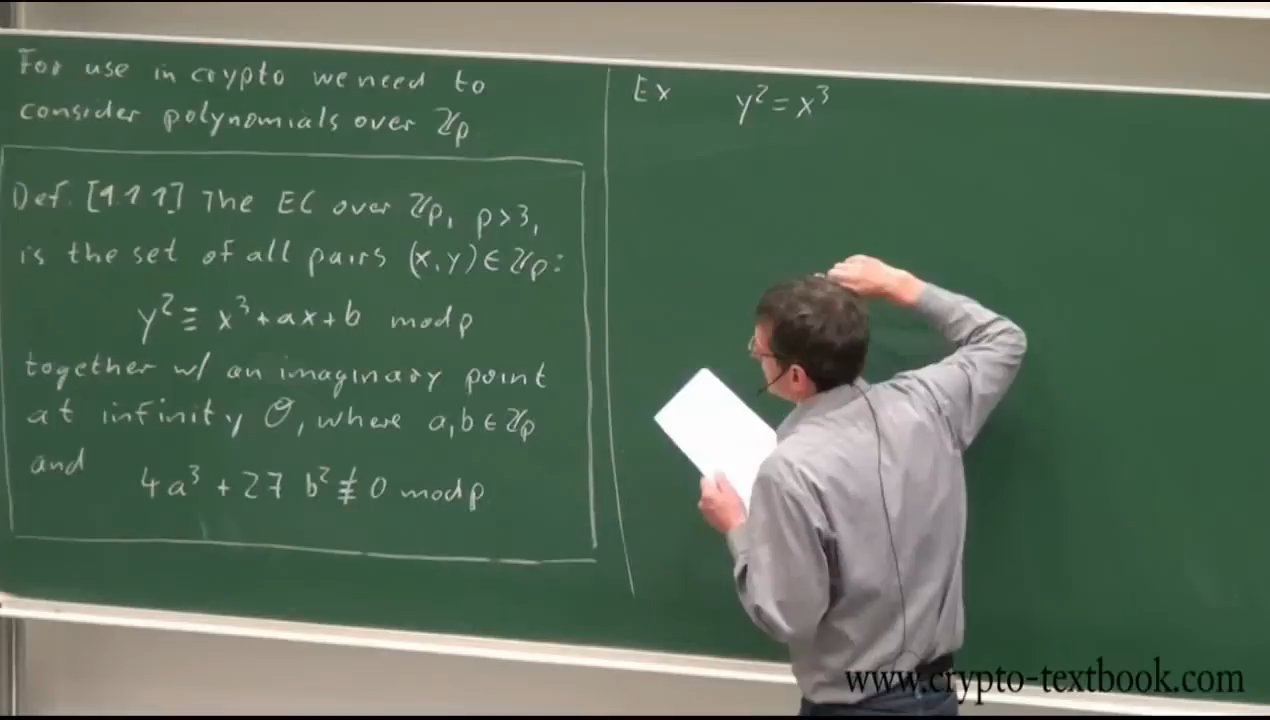 For use in crypto we need to
consider polynomials over ℤp
Def. [9.1.1] The EC over ℤp, p>3,
is the set of all pairs (x,y)∈ℤp:
y² ≡ x³+ax+b mod p
together w/ an imaginary point
at infinity O, where a,b ∈ ℤp
and
4a³ + 27 b² ≢ 0 mod p
Ex y² = x³
www.crypto-textbook.com